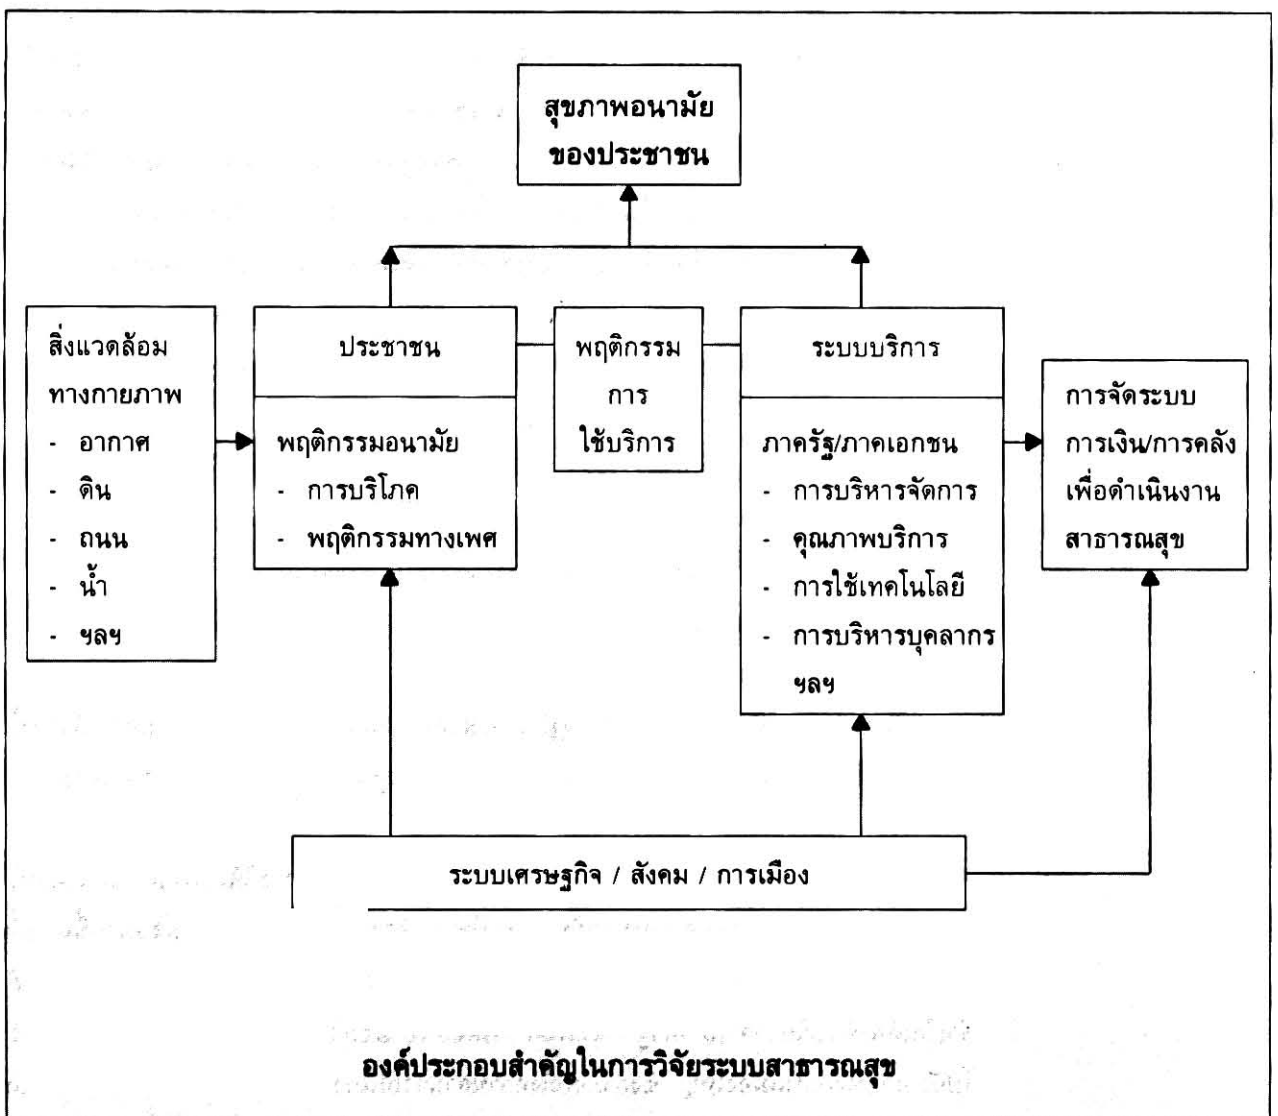 สุขภาพอนามัย
ของประชาชน
สิ่งแวดล้อม
ทางกายภาพ
- อากาศ
- ดิน
- ถนน
- น้ำ
- ฯลฯ
ประชาชน
พฤติกรรมอนามัย
- การบริโภค
- พฤติกรรมทางเพศ
พฤติกรรม
การ
ใช้บริการ
ระบบบริการ
ภาครัฐ/ภาคเอกชน
- การบริหารจัดการ
- คุณภาพบริการ
- การใช้เทคโนโลยี
- การบริหารบุคลากร
ฯลฯ
การจัดระบบ
การเงิน/การคลัง
เพื่อดำเนินงาน
สาธารณสุข
ระบบเศรษฐกิจ / สังคม / การเมือง
องค์ประกอบสำคัญในการวิจัยระบบสาธารณสุข